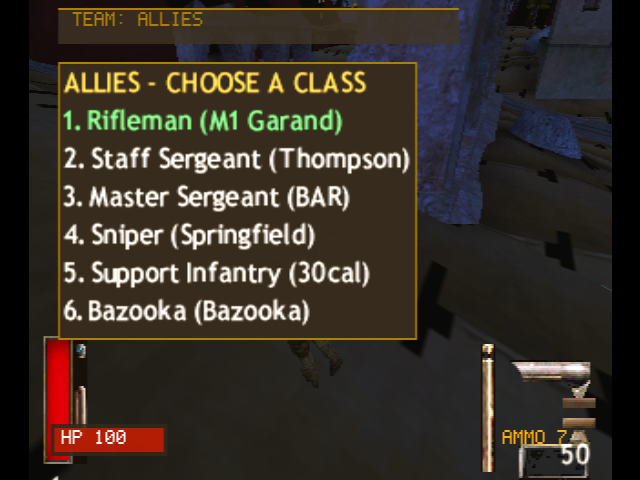 TEAM: ALLIES
ALLIES - CHOOSE A CLASS
1. Rifleman (M1 Garand)
2. Staff Sergeant (Thompson)
3. Master Sergeant (BAR)
4. Sniper (Springfield)
5. Support Infantry (30cal)
6. Bazooka (Bazooka)
HP 100
AMMO 7
50